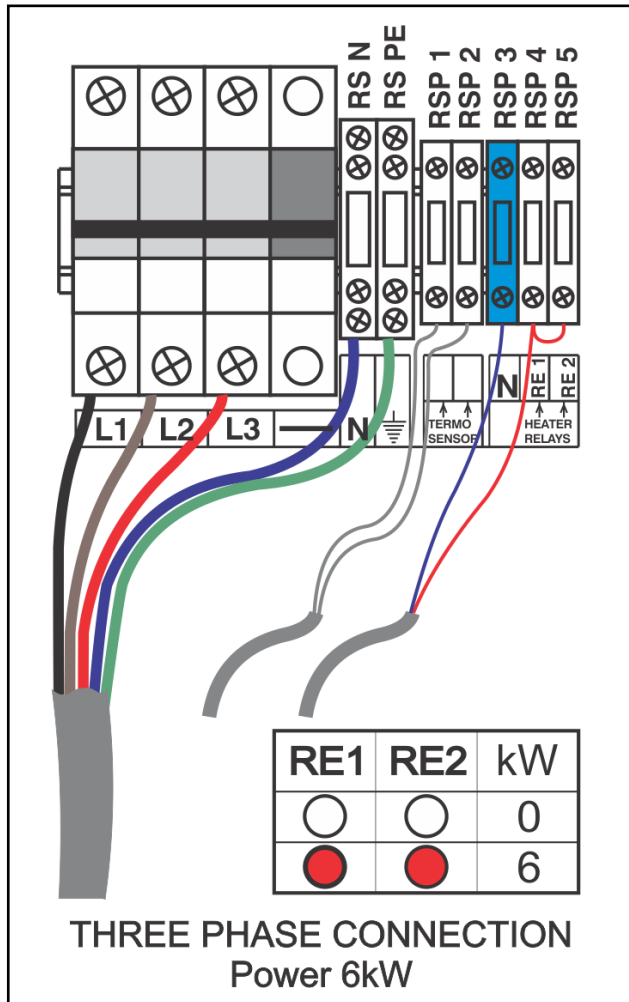 RS N
RS PE
RSP 1
RSP 2
RSP 3
RSP 4
RSP 5
L1 L2 L3 N
TERMO
SENSOR
N
RE 1
RE 2
HEATER
RELAYS
RE1 RE2 kW
0
6
THREE PHASE CONNECTION
Power 6kW